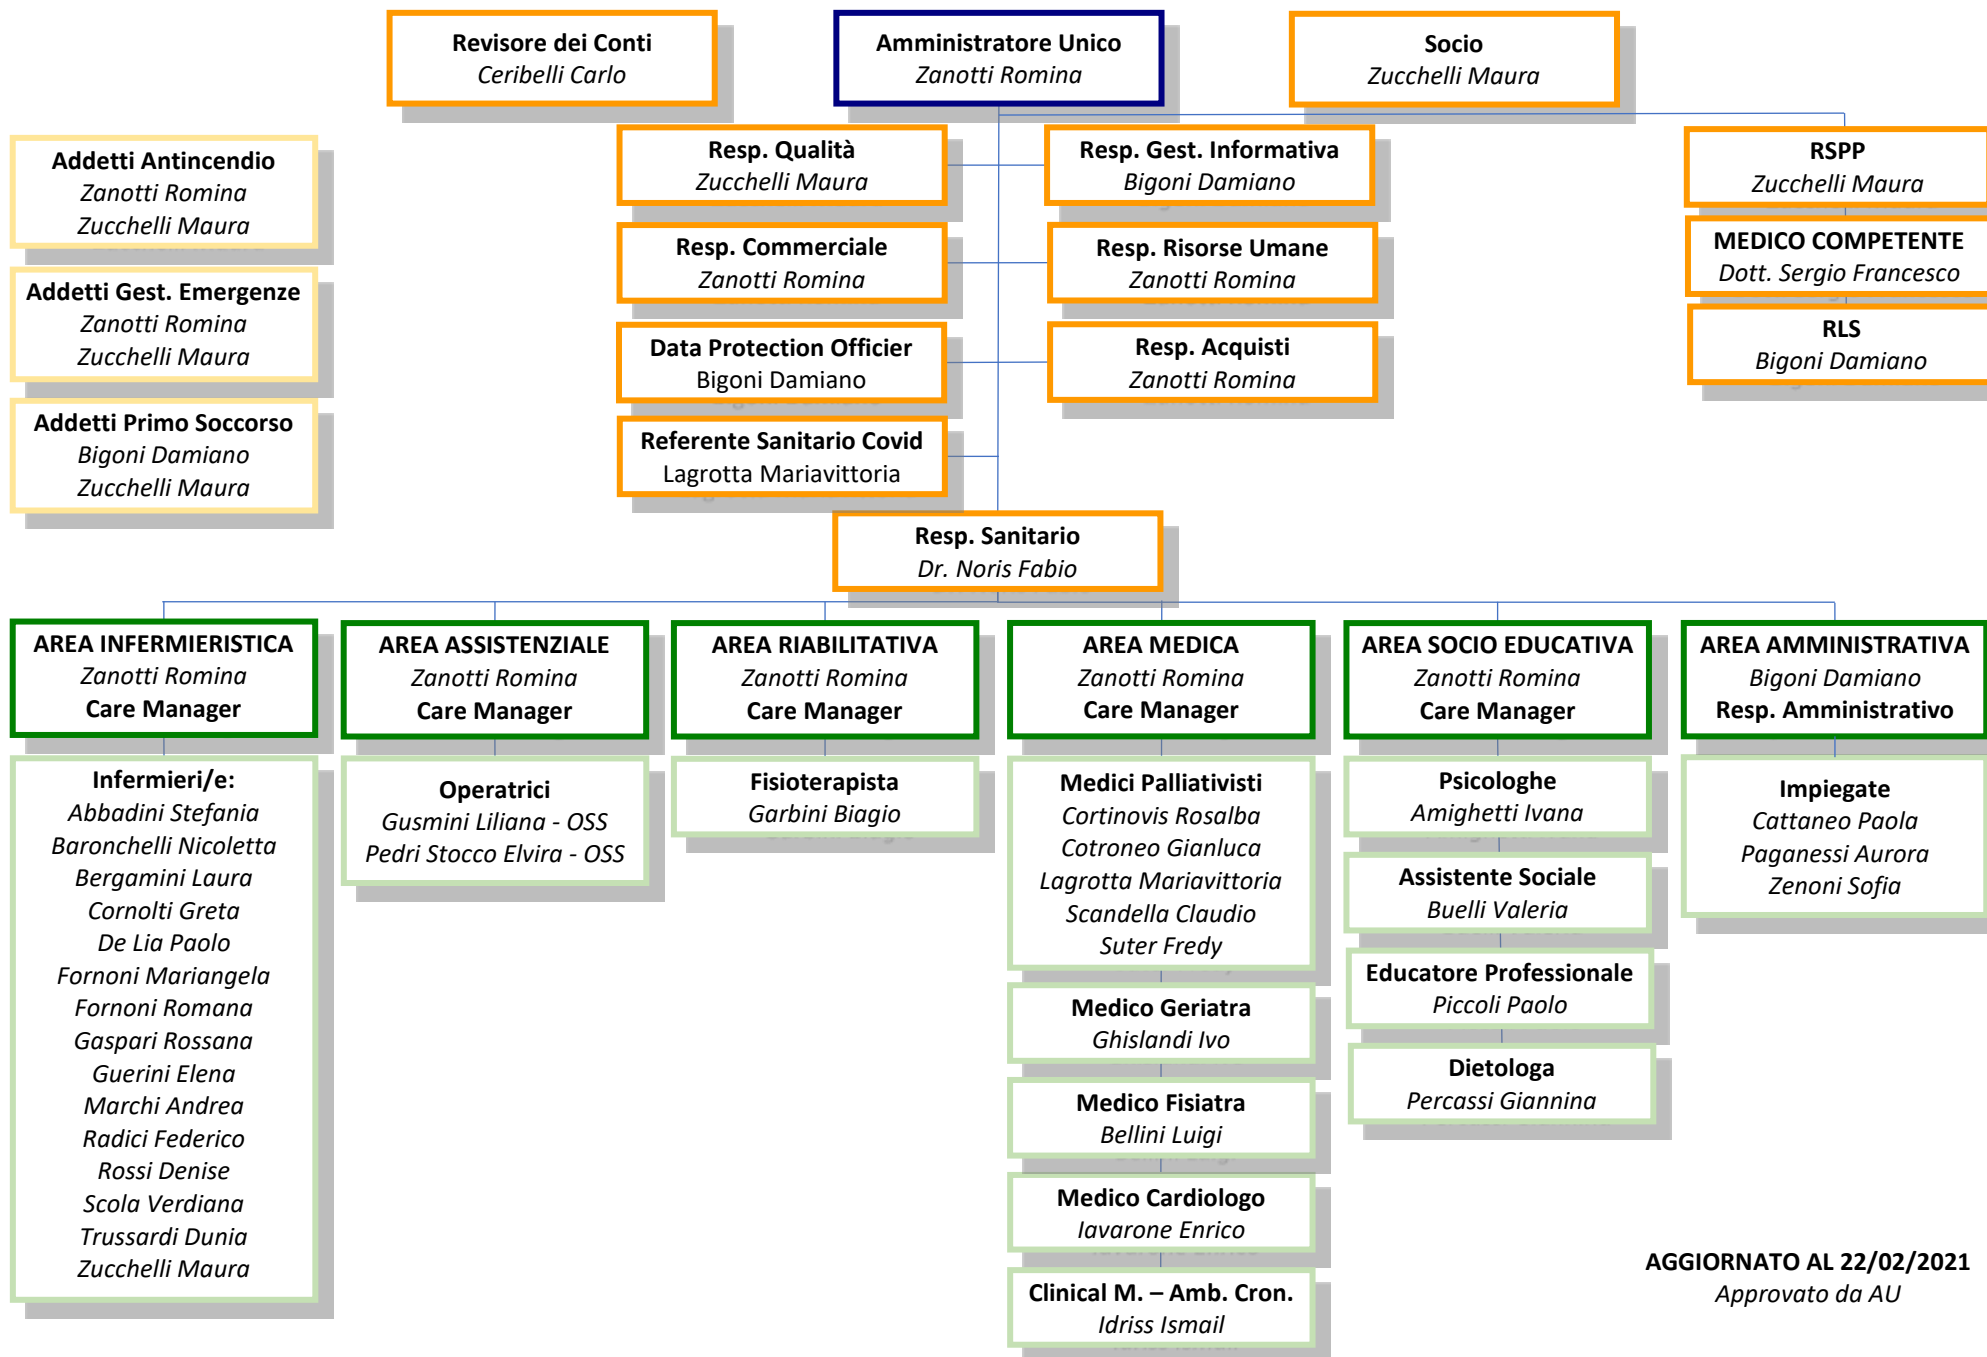 Revisore dei Conti
Ceribelli Carlo
Amministratore Unico
Zanotti Romina
Socio
Zucchelli Maura
Addetti Antincendio
Zanotti Romina
Zucchelli Maura
Addetti Gest. Emergenze
Zanotti Romina
Zucchelli Maura
Addetti Primo Soccorso
Bigoni Damiano
Zucchelli Maura
Resp. Qualità
Zucchelli Maura
Resp. Gest. Informativa
Bigoni Damiano
Resp. Commerciale
Zanotti Romina
Resp. Risorse Umane
Zanotti Romina
Data Protection Officier
Bigoni Damiano
Resp. Acquisti
Zanotti Romina
Referente Sanitario Covid
Lagrotta Mariavittoria
RSPP
Zucchelli Maura
MEDICO COMPETENTE
Dott. Sergio Francesco
RLS
Bigoni Damiano
Resp. Sanitario
Dr. Noris Fabio
AREA INFERMIERISTICA
Zanotti Romina
Care Manager
Infermieri/e:
Abbadini Stefania
Baronchelli Nicoletta
Bergamini Laura
Cornolti Greta
De Lia Paolo
Fornoni Mariangela
Fornoni Romana
Gaspari Rossana
Guerini Elena
Marchi Andrea
Radici Federico
Rossi Denise
Scola Verdiana
Trussardi Dunia
Zucchelli Maura
AREA ASSISTENZIALE
Zanotti Romina
Care Manager
Operatrici
Gusmini Liliana - OSS
Pedri Stocco Elvira - OSS
AREA RIABILITATIVA
Zanotti Romina
Care Manager
Fisioterapista
Garbini Biagio
AREA MEDICA
Zanotti Romina
Care Manager
Medici Palliativisti
Cortinovis Rosalba
Cotroneo Gianluca
Lagrotta Mariavittoria
Scandella Claudio
Suter Fredy
Medico Geriatra
Ghislandi Ivo
Medico Fisiatra
Bellini Luigi
Medico Cardiologo
Iavarone Enrico
Clinical M. – Amb. Cron.
Idriss Ismail
AREA SOCIO EDUCATIVA
Zanotti Romina
Care Manager
Psicologhe
Amighetti Ivana
Assistente Sociale
Buelli Valeria
Educatore Professionale
Piccoli Paolo
Dietologa
Percassi Giannina
AREA AMMINISTRATIVA
Bigoni Damiano
Resp. Amministrativo
Impiegate
Cattaneo Paola
Paganessi Aurora
Zenoni Sofia
AGGIORNATO AL 22/02/2021
Approvato da AU